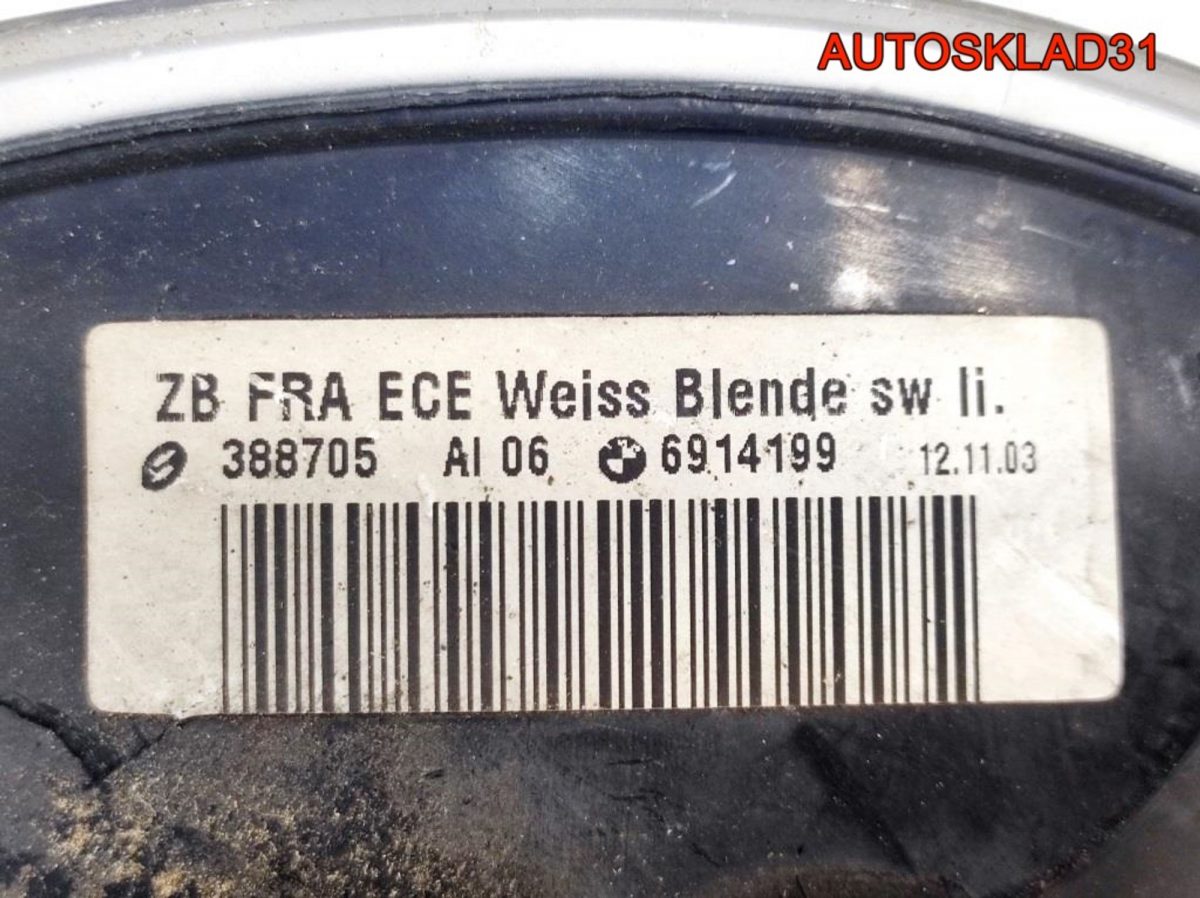 AUTOSKLAD31
ZB FRA ECE Weiss Blende sw li.
388705 AI 06 6914199 12.11.03